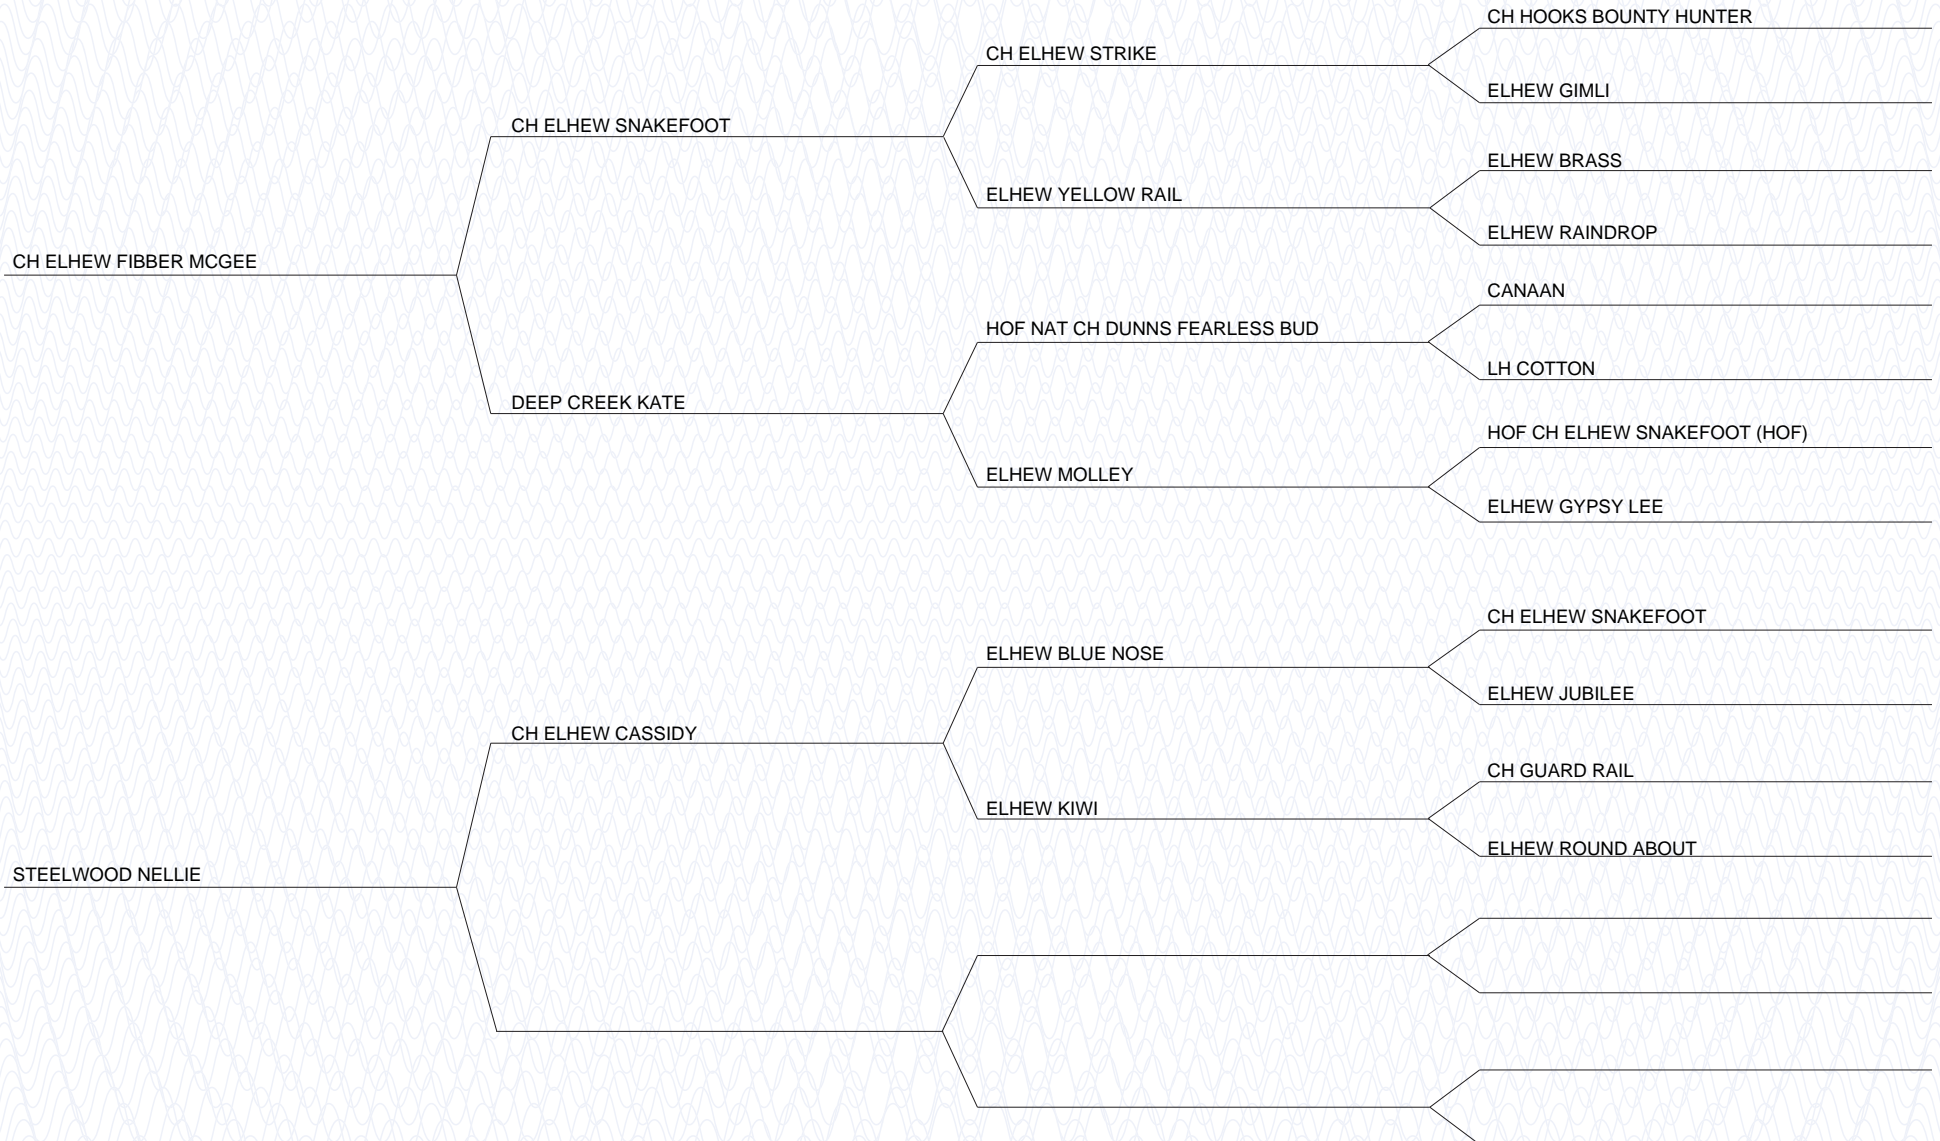 CH HOOKS BOUNTY HUNTER
CH ELHEW STRIKE
ELHEW GIMLI
CH ELHEW SNAKEFOOT
ELHEW BRASS
ELHEW YELLOW RAIL
ELHEW RAINDROP
CH ELHEW FIBBER MCGEE
CANAAN
HOF NAT CH DUNNS FEARLESS BUD
LH COTTON
DEEP CREEK KATE
HOF CH ELHEW SNAKEFOOT (HOF)
ELHEW MOLLEY
ELHEW GYPSY LEE
CH ELHEW SNAKEFOOT
ELHEW BLUE NOSE
ELHEW JUBILEE
CH ELHEW CASSIDY
CH GUARD RAIL
ELHEW KIWI
ELHEW ROUND ABOUT
STEELWOOD NELLIE